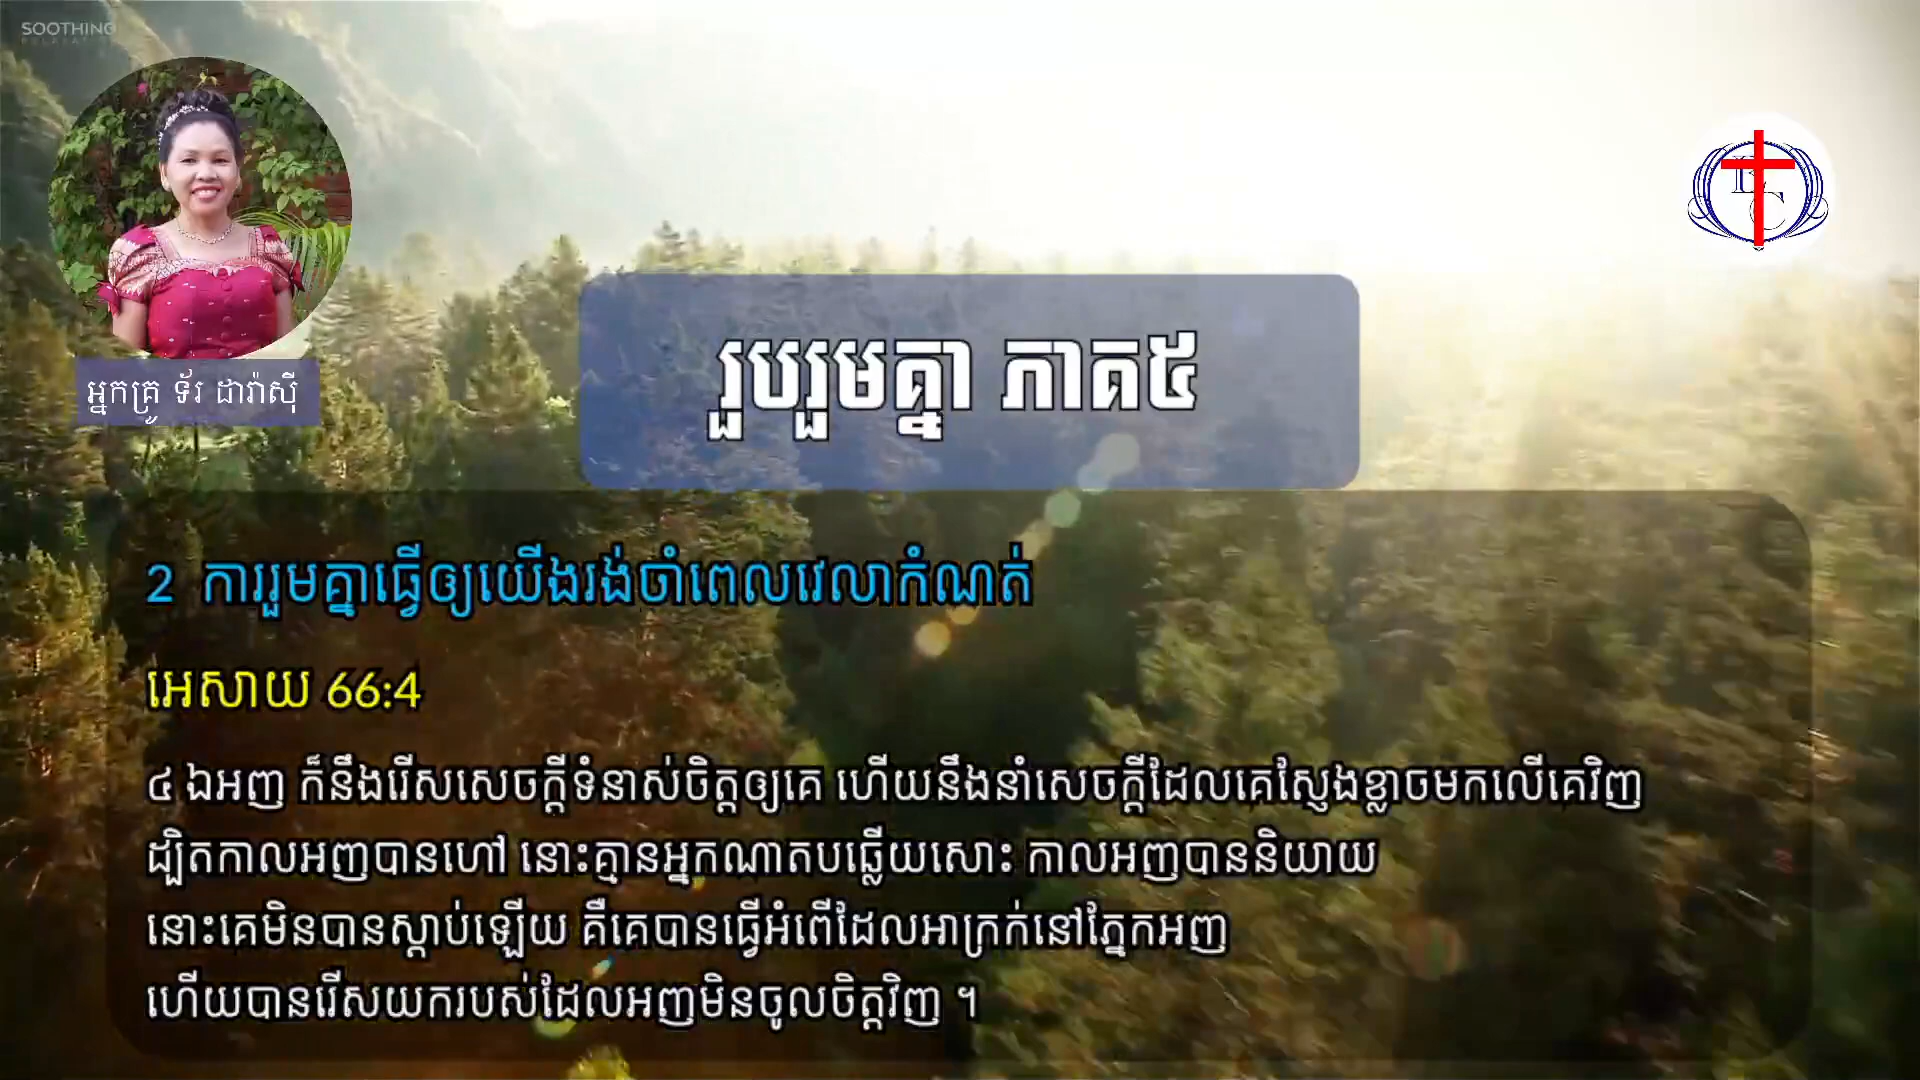 SOOTHING
RELAXATION
អ្នកគ្រូ ទ័រ ដារ៉ាស៊ី
រួបរួមគ្នា ភាគ៥
2 ការរួមគ្នាធ្វើឲ្យយើងរង់ចាំពេលវេលាកំណត់
អេសាយ 66:4
៤ ឯអញ ក៏នឹងរើសសេចក្ដីទំនាស់ចិត្តឲ្យគេ ហើយនឹងនាំសេចក្ដីដែលគេស្ញែងខ្លាចមកលើគេវិញ
ដ្បិតកាលអញបានហៅ នោះគ្មានអ្នកណាតបឆ្លើយសោះ កាលអញបាននិយាយ
នោះគេមិនបានស្តាប់ឡើយ គឺគេបានធ្វើអំពើដែលអាក្រក់នៅភ្នែកអញ
ហើយបានរើសយករបស់ដែលអញមិនចូលចិត្តវិញ ។